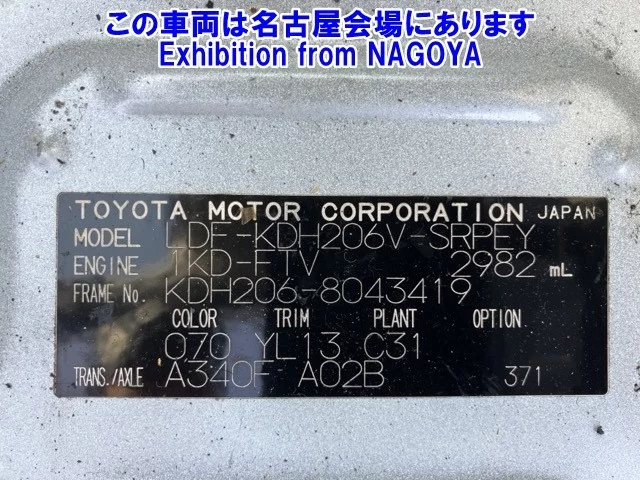 この車両は名古屋会場にあります
Exhibition from NAGOYA
TOYOTA MOTOR CORPORATION JAPAN
MODEL LDF-KDH206V-SRPEY
ENGINE 1KD-FTV 2982 mL
FRAME No. KDH206-8043419
COLOR TRIM PLANT OPTION
070 YL13 C31
TRANS./AXLE A340F A02B 371